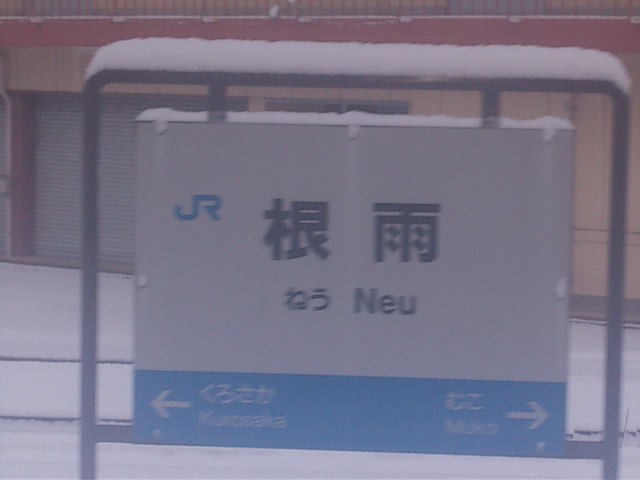 JR 根雨
ねう Neu
← くろさか むこ →
Kurosaka Muko